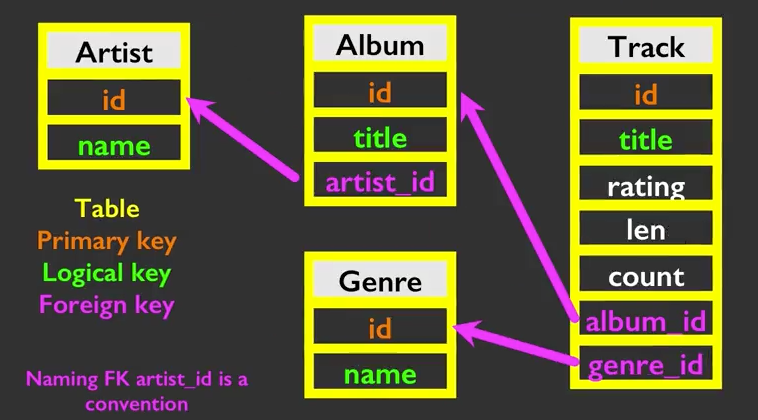 Artist
id
name
Album
id
title
artist_id
Track
id
title
rating
len
count
album_id
genre_id
Genre
id
name
Table
Primary key
Logical key
Foreign key
Naming FK artist_id is a
convention